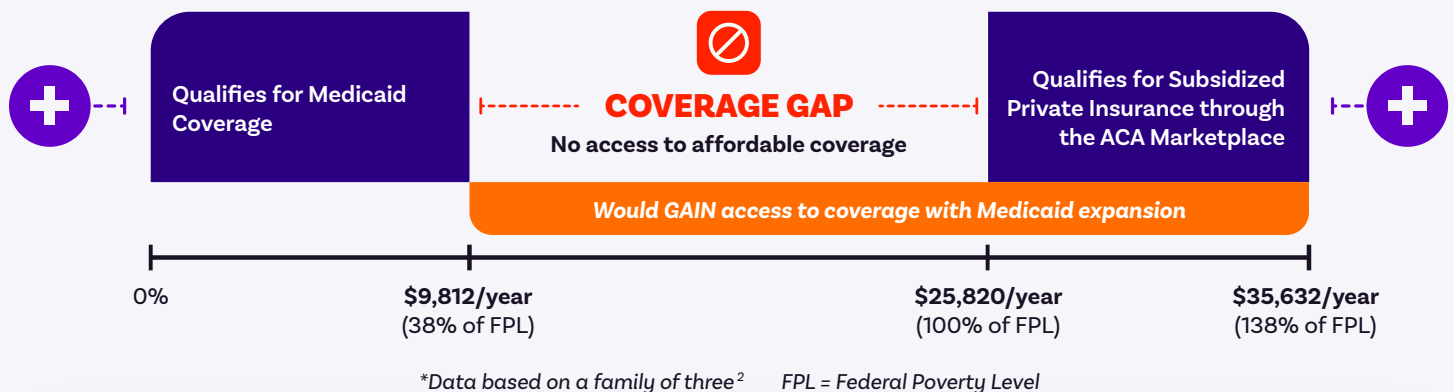 Qualifies for Medicaid
Coverage
COVERAGE GAP
No access to affordable coverage
Qualifies for Subsidized
Private Insurance through
the ACA Marketplace
Would GAIN access to coverage with Medicaid expansion
0%
$9,812/year
(38% of FPL)
$25,820/year
(100% of FPL)
$35,632/year
(138% of FPL)
*Data based on a family of three²
FPL = Federal Poverty Level